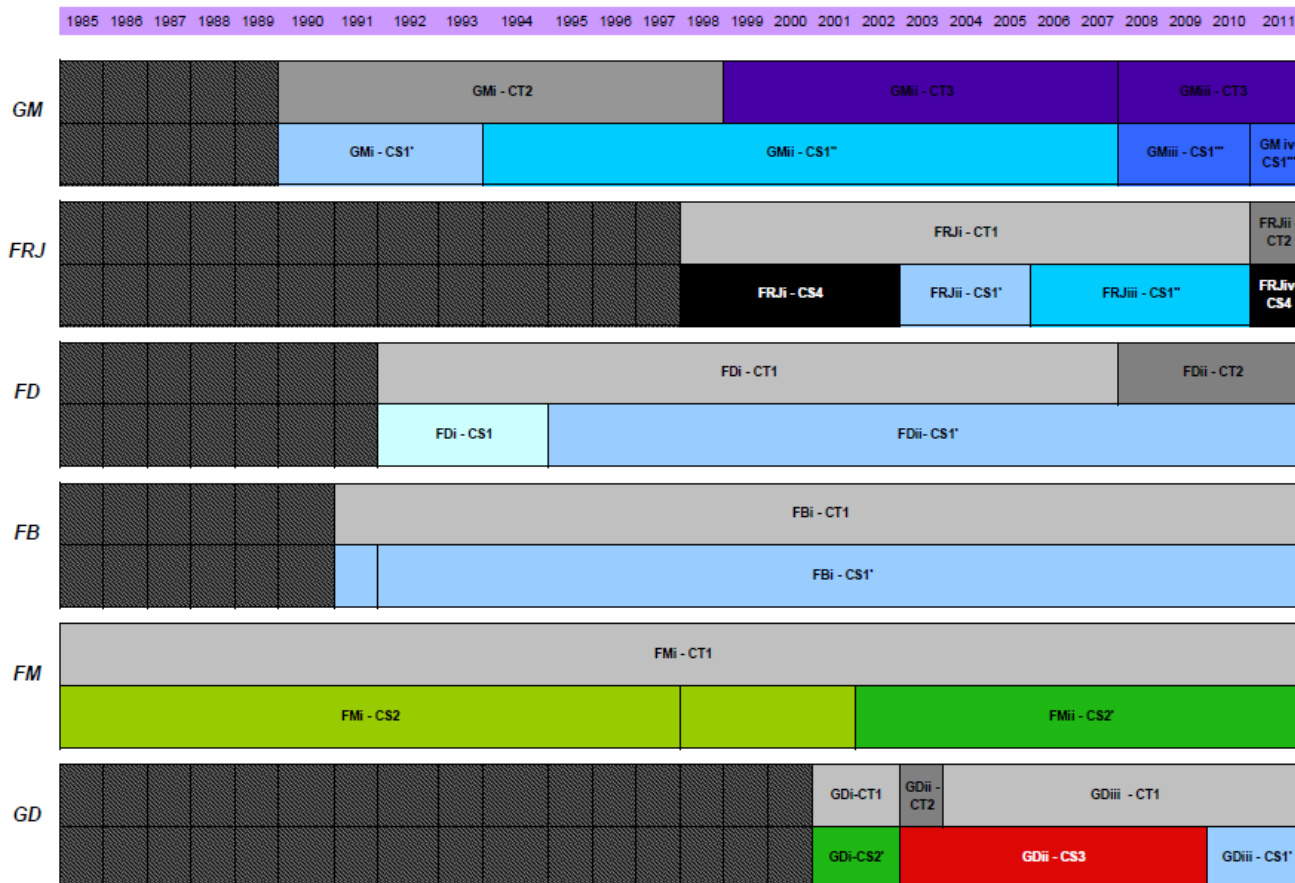 1985 1986 1987 1988 1989 1990 1991 1992 1993 1994 1995 1996 1997 1998 1999 2000 2001 2002 2003 2004 2005 2006 2007 2008 2009 2010 2011
GM
GMi - CT2
GMii - CT3
GMiii - CT3
GMi - CS1'
GMii - CS1''
GMiii - CS1'''
GM iv
CS1'''
FRJ
FRJi - CT1
FRJii
CT2
FRJi - CS4
FRJii - CS1'
FRJiii - CS1''
FRJiv
CS4
FD
FDi - CT1
FDii - CT2
FDi - CS1
FDii- CS1'
FB
FBi - CT1
FBi - CS1'
FM
FMi - CT1
FMi - CS2
FMii - CS2'
GD
GDi-CT1
GDii -
CT2
GDiii - CT1
GDi-CS2'
GDii - CS3
GDiii - CS1'